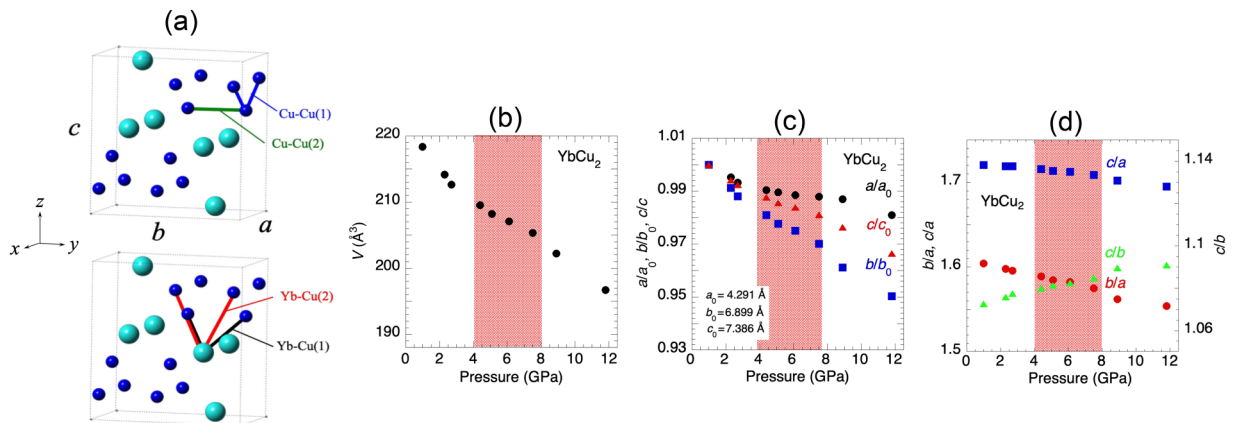 (a)
Cu-Cu(1)
Cu-Cu(2)
c
b
a
z
x
y
Yb-Cu(2)
Yb-Cu(1)
(b)
220
210
200
190
V (Å³)
YbCu₂
0 2 4 6 8 10 12
Pressure (GPa)
(c)
1.01
0.99
0.97
0.95
0.93
a/a₀, b/b₀, c/c
YbCu₂
a/a₀
c/c₀
b/b₀
a₀ = 4.291 Å
b₀ = 6.899 Å
c₀ = 7.386 Å
0 2 4 6 8 10 12
Pressure (GPa)
(d)
1.7
1.6
1.5
b/a, c/a
c/a
YbCu₂
c/b
b/a
1.14
1.1
1.06
c/b
0 2 4 6 8 10 12
Pressure (GPa)